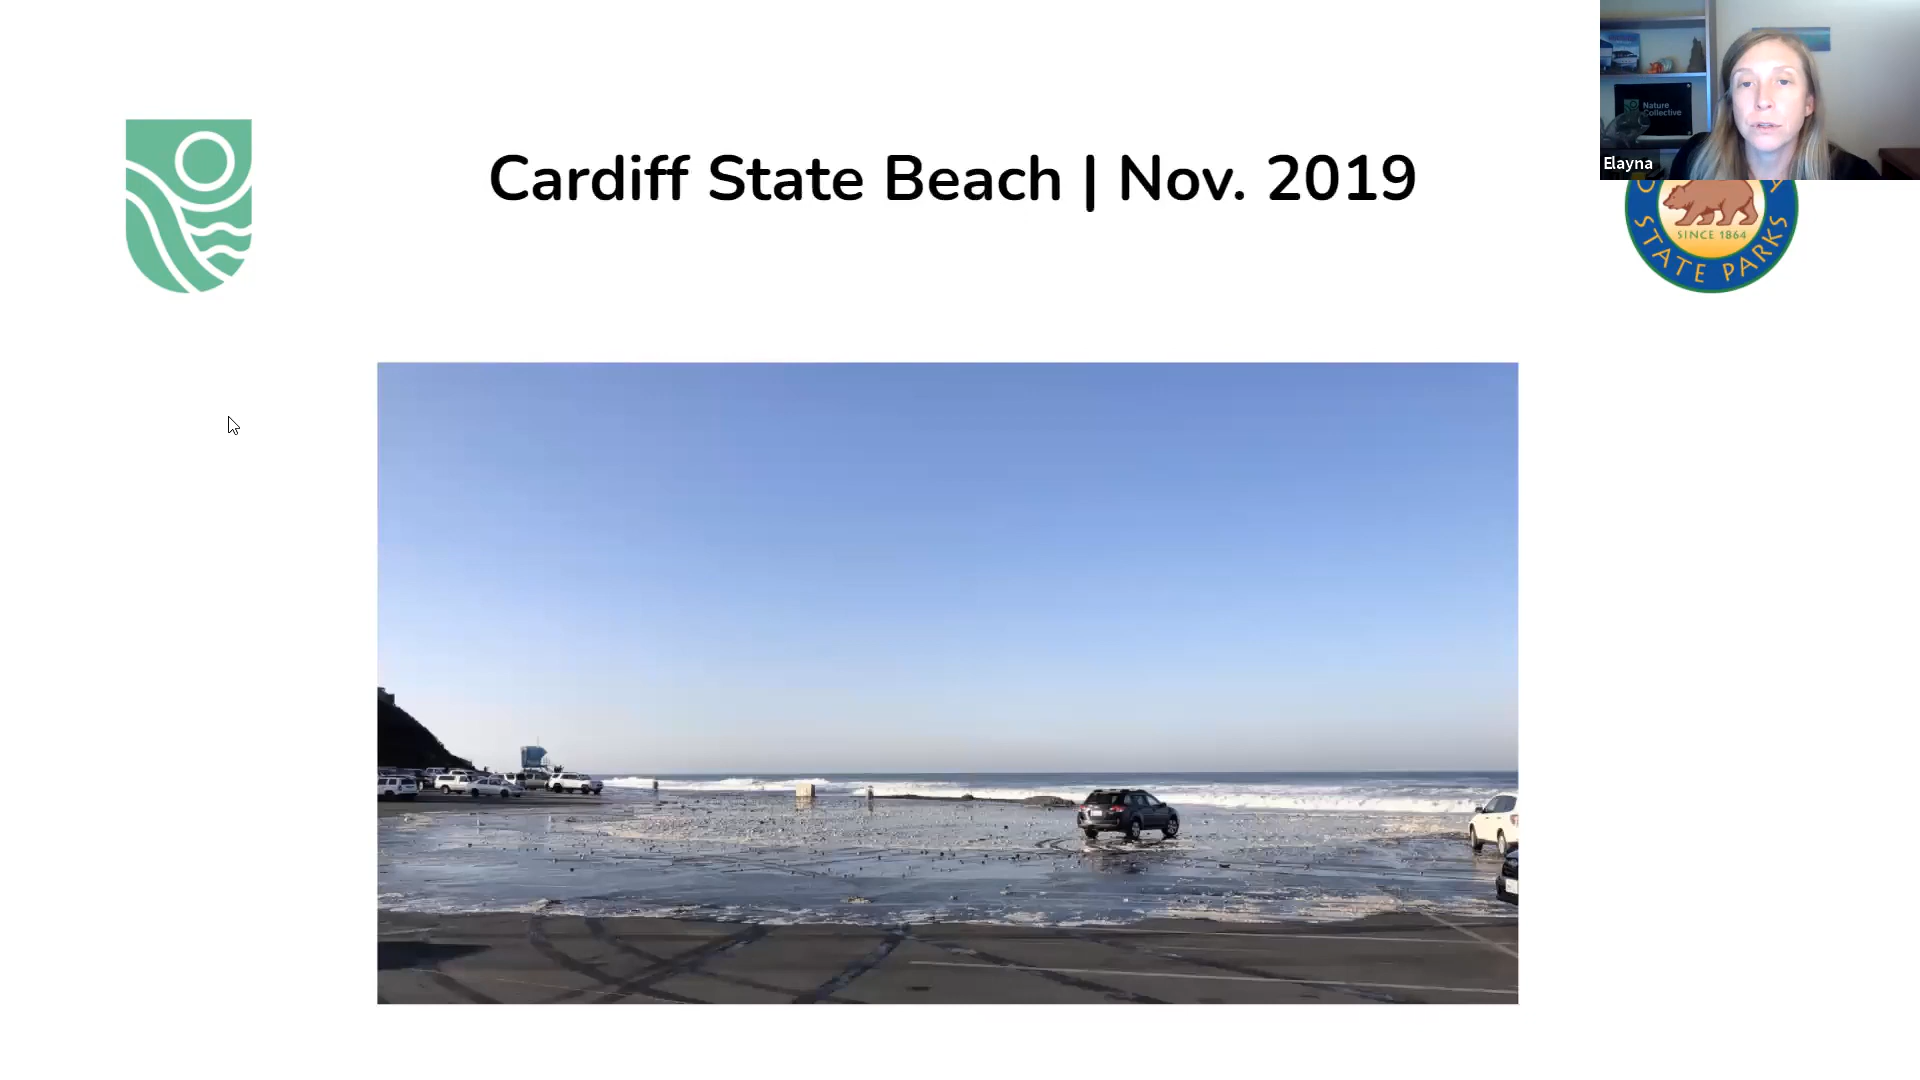 Cardiff State Beach | Nov. 2019
Nature
Collective
Elayna
SINCE 1864
STATE PARKS